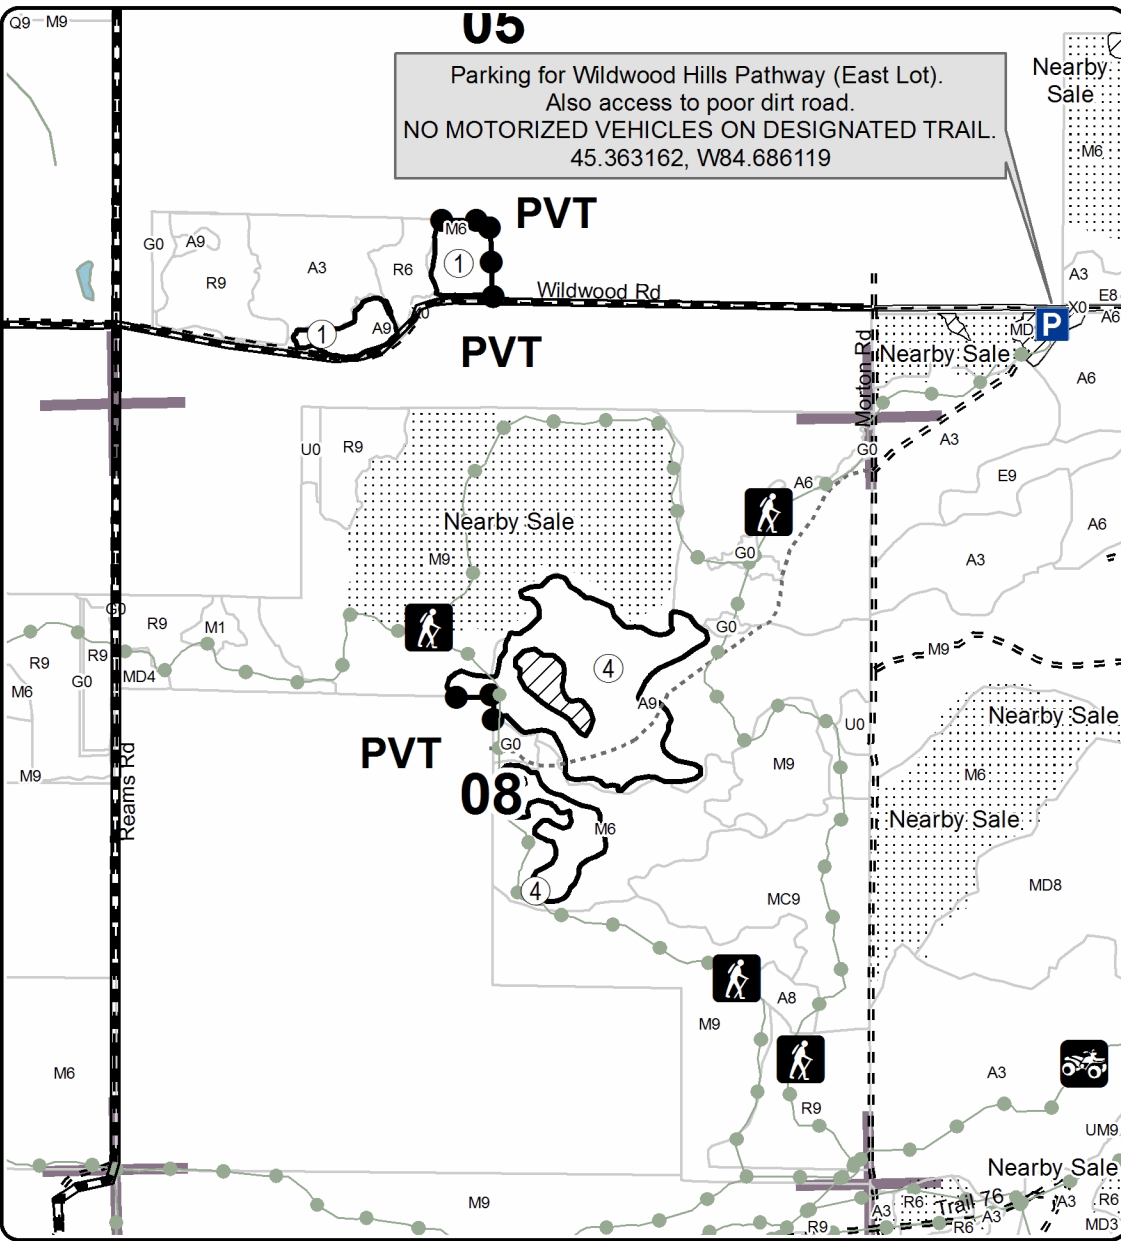 Q9
M9
05
Parking for Wildwood Hills Pathway (East Lot).
Also access to poor dirt road.
NO MOTORIZED VEHICLES ON DESIGNATED TRAIL.
45.363162, W84.686119
Nearby
Sale
M6
PVT
M6
G0
A9
A3
R6
1
R9
A3
Wildwood Rd
E8
X0
A6
1
A9
MD
P
PVT
Nearby Sale
Morton Rd
A6
A3
U0
R9
G0
E9
A6
Nearby Sale
A6
M9
G0
A3
G0
R9
M1
G0
R9
R9
M9
MD4
G0
M6
4
A9
Nearby Sale
U0
G0
PVT
M9
M9
M6
Reams Rd
08
M6
Nearby Sale
4
MD8
MC9
A8
M9
M6
A3
R9
UM9
Nearby Sale
M9
Trail 76
R6
A3
R6
A3
A3
R9
R6
MD3